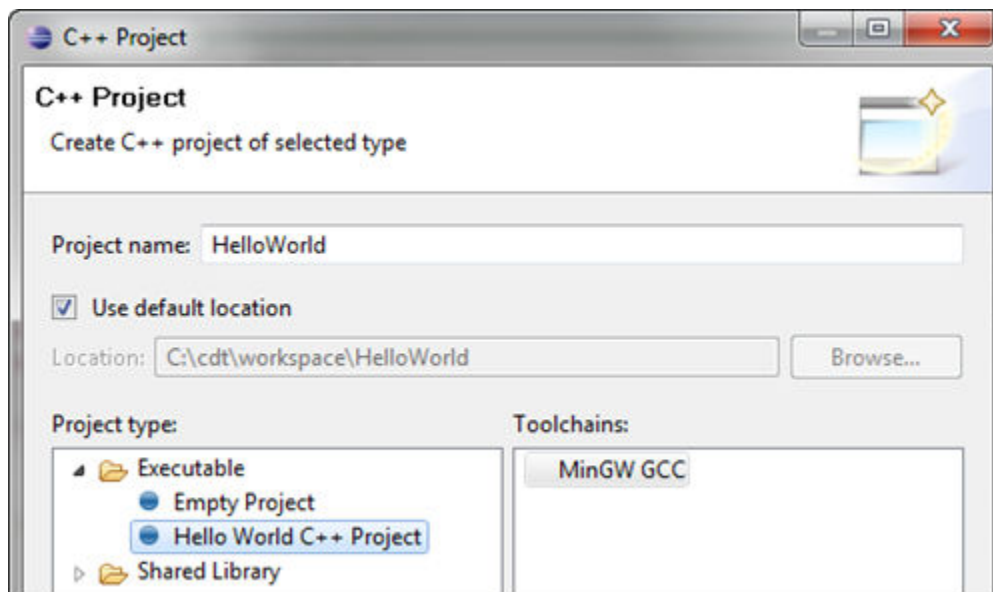 C++ Project
C++ Project
Create C++ project of selected type
Project name: HelloWorld
Use default location
Location: C:\cdt\workspace\HelloWorld Browse...
Project type: Toolchains:
Executable MinGW GCC
Empty Project
Hello World C++ Project
Shared Library